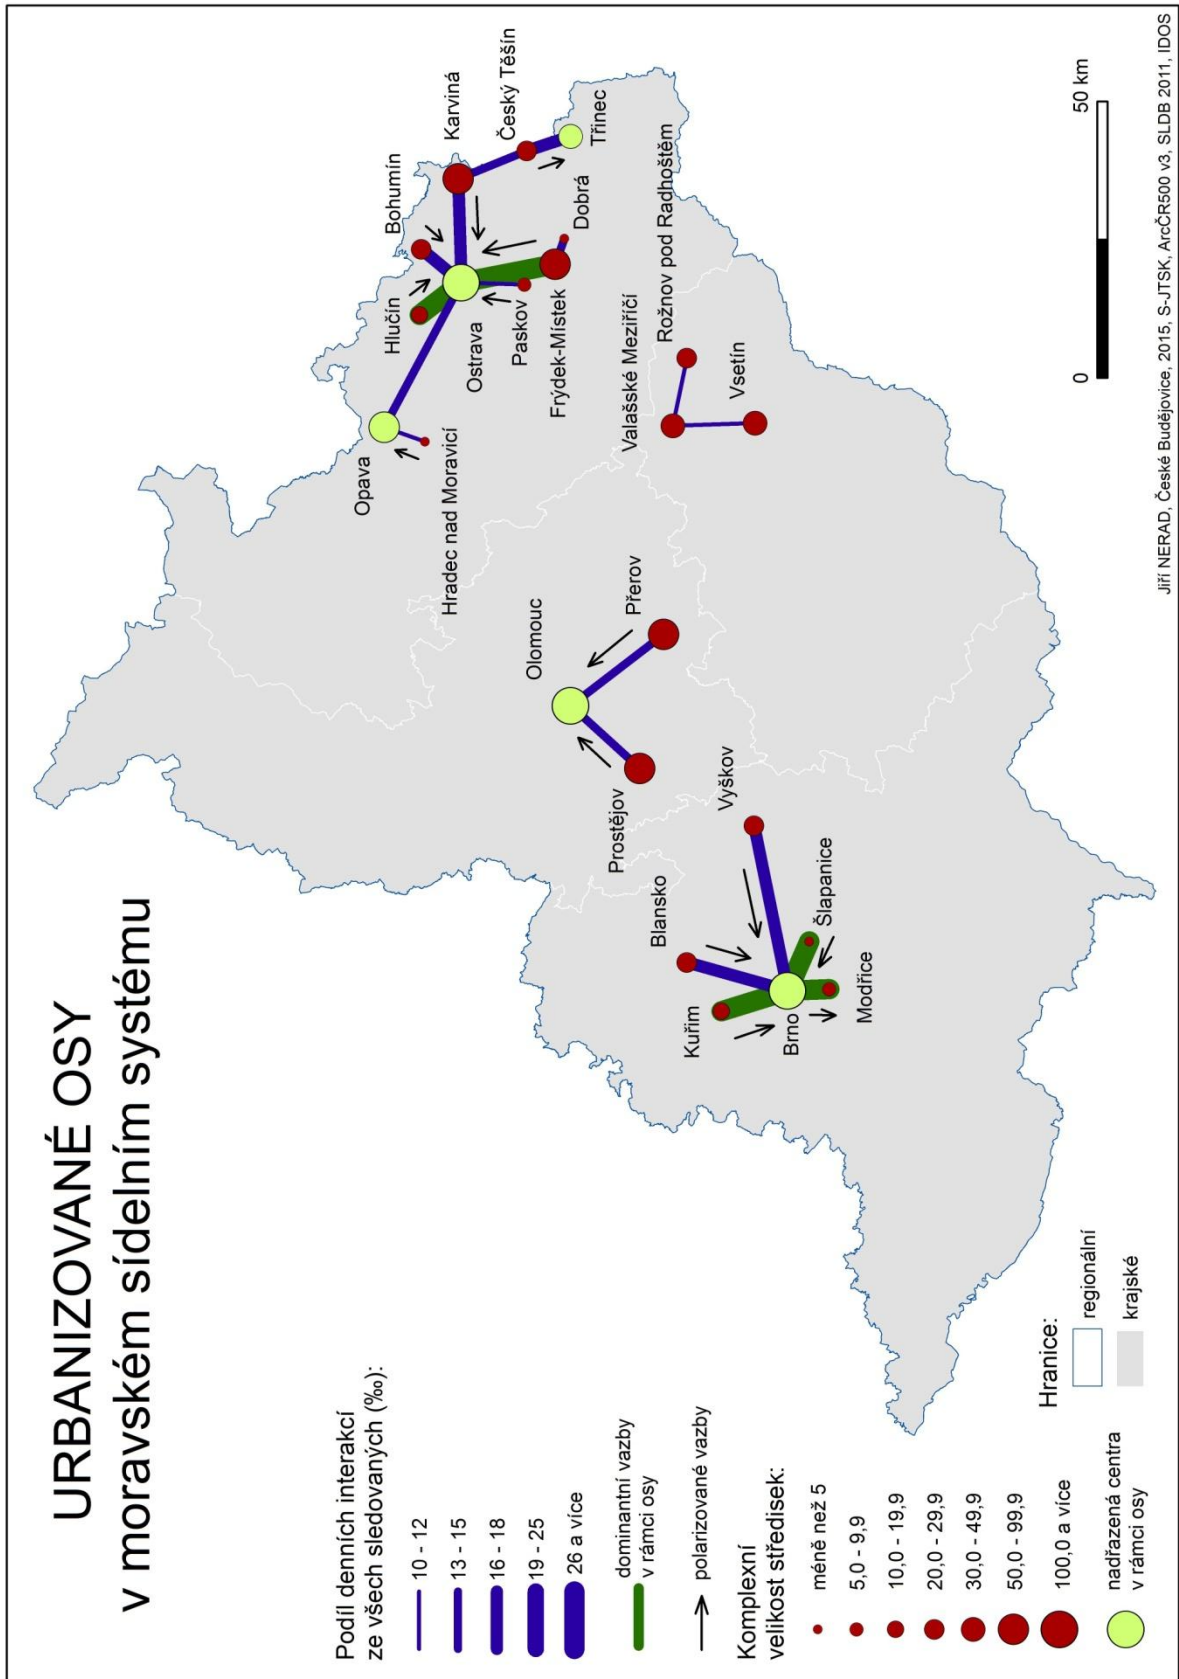 URBANIZOVANÉ OSY
v moravském sídelním systému
Podíl denních interakcí
ze všech sledovaných (‰):
10 - 12
13 - 15
16 - 18
19 - 25
26 a více
dominantní vazby
v rámci osy
polarizované vazby
Komplexní
velikost středisek:
méně než 5
5,0 - 9,9
10,0 - 19,9
20,0 - 29,9
30,0 - 49,9
50,0 - 99,9
100,0 a více
nadřazená centra
v rámci osy
Hranice:
regionální
krajské
Opava
Hradec nad Moravicí
Hlučín
Bohumín
Karviná
Český Těšín
Třinec
Ostrava
Paskov
Frýdek-Místek
Dobrá
Olomouc
Přerov
Prostějov
Valašské Meziříčí
Rožnov pod Radhoštěm
Vsetín
Vyškov
Blansko
Kuřim
Brno
Šlapanice
Modřice
0
50 km
Jiří NERAD, České Budějovice, 2015, S-JTSK, ArcČR500 v3, SLDB 2011, IDOS